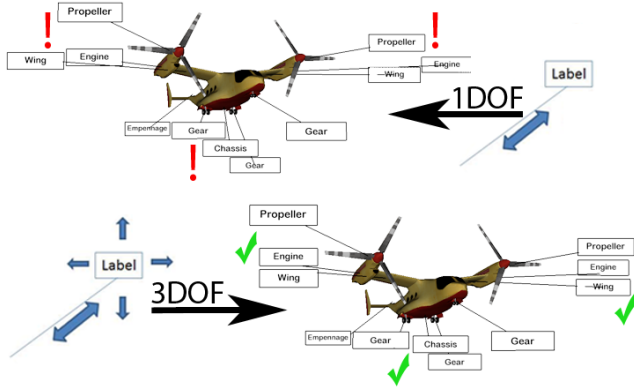 Propeller
Propeller
Wing
Engine
Engine
Wing
Label
1DOF
Empennage
Gear
Gear
Chassis
Gear
Propeller
Propeller
Engine
Engine
Label
Wing
Wing
3DOF
Empennage
Gear
Chassis
Gear
Gear